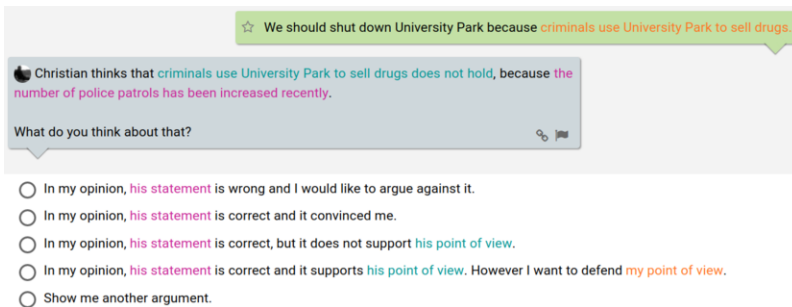 We should shut down University Park because criminals use University Park to sell drugs.
Christian thinks that criminals use University Park to sell drugs does not hold, because the
number of police patrols has been increased recently.
What do you think about that?
In my opinion, his statement is wrong and I would like to argue against it.
In my opinion, his statement is correct and it convinced me.
In my opinion, his statement is correct, but it does not support his point of view.
In my opinion, his statement is correct and it supports his point of view. However I want to defend my point of view.
Show me another argument.